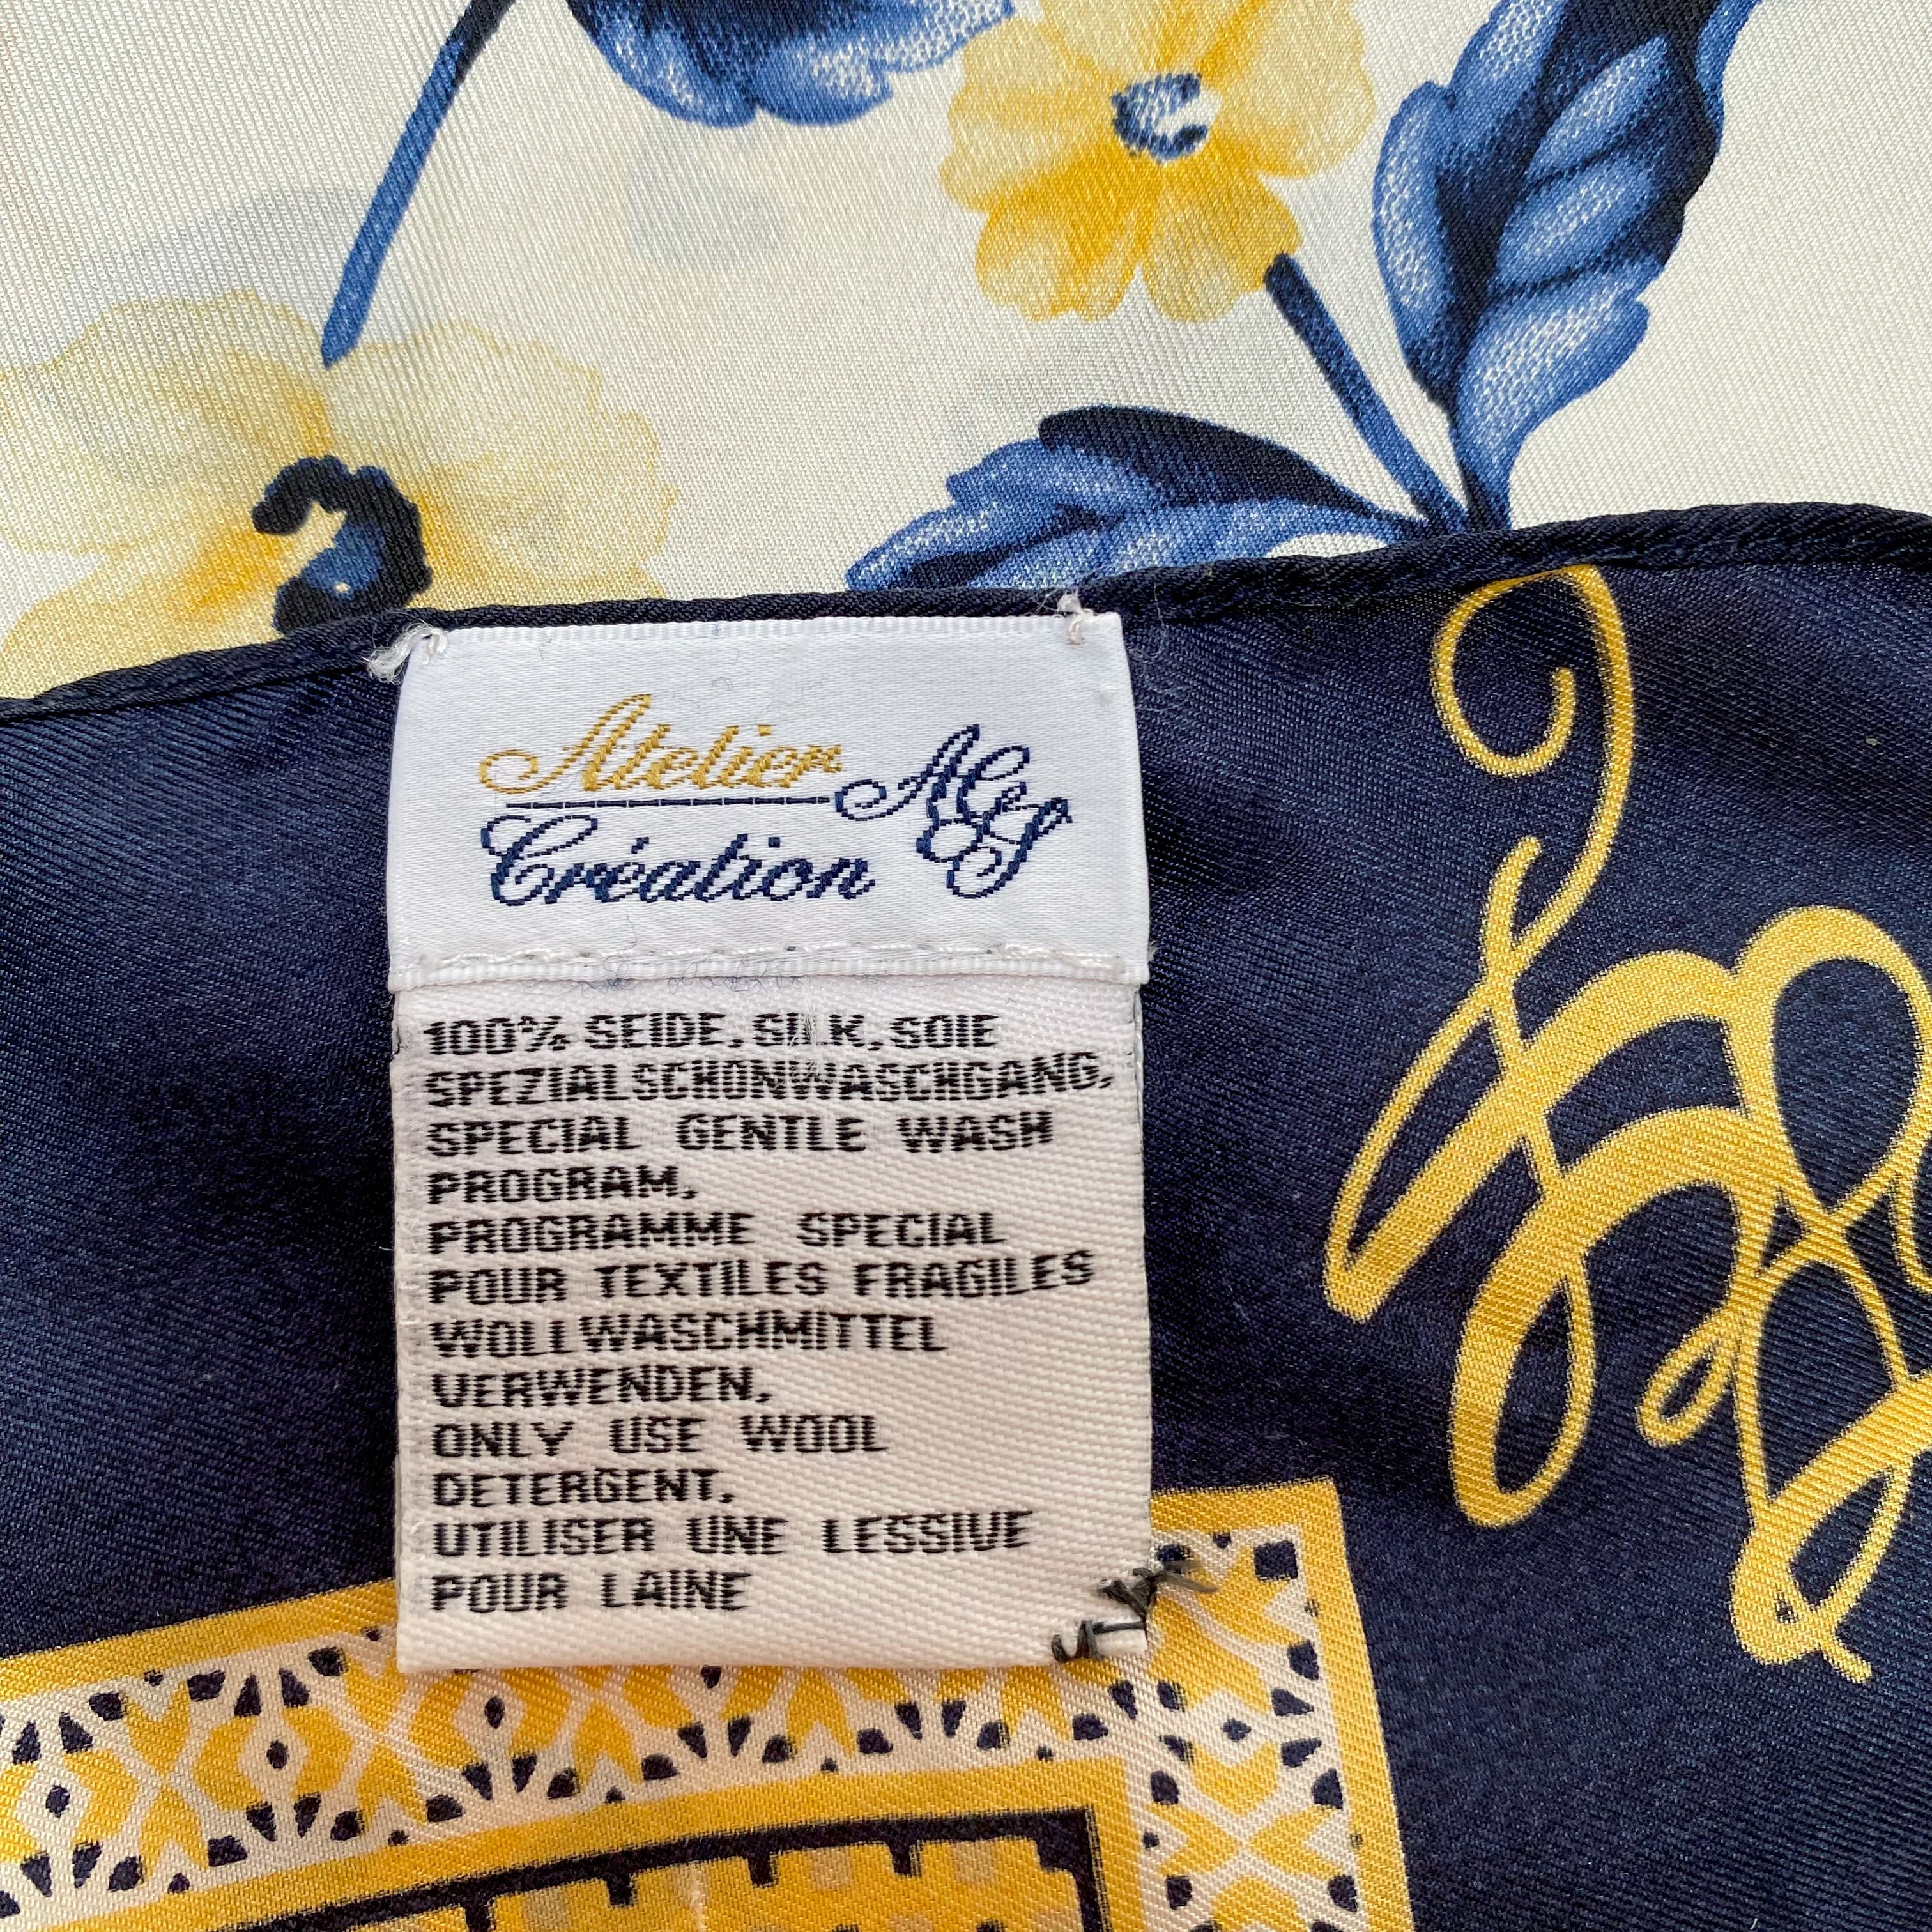 Atelier
Création AGS
100% SEIDE, SILK, SOIE
SPEZIALSCHONWASCHGANG,
SPECIAL GENTLE WASH
PROGRAM,
PROGRAMME SPECIAL
POUR TEXTILES FRAGILES
WOLLWASCHMITTEL
VERWENDEN,
ONLY USE WOOL
DETERGENT,
UTILISER UNE LESSIVE
POUR LAINE